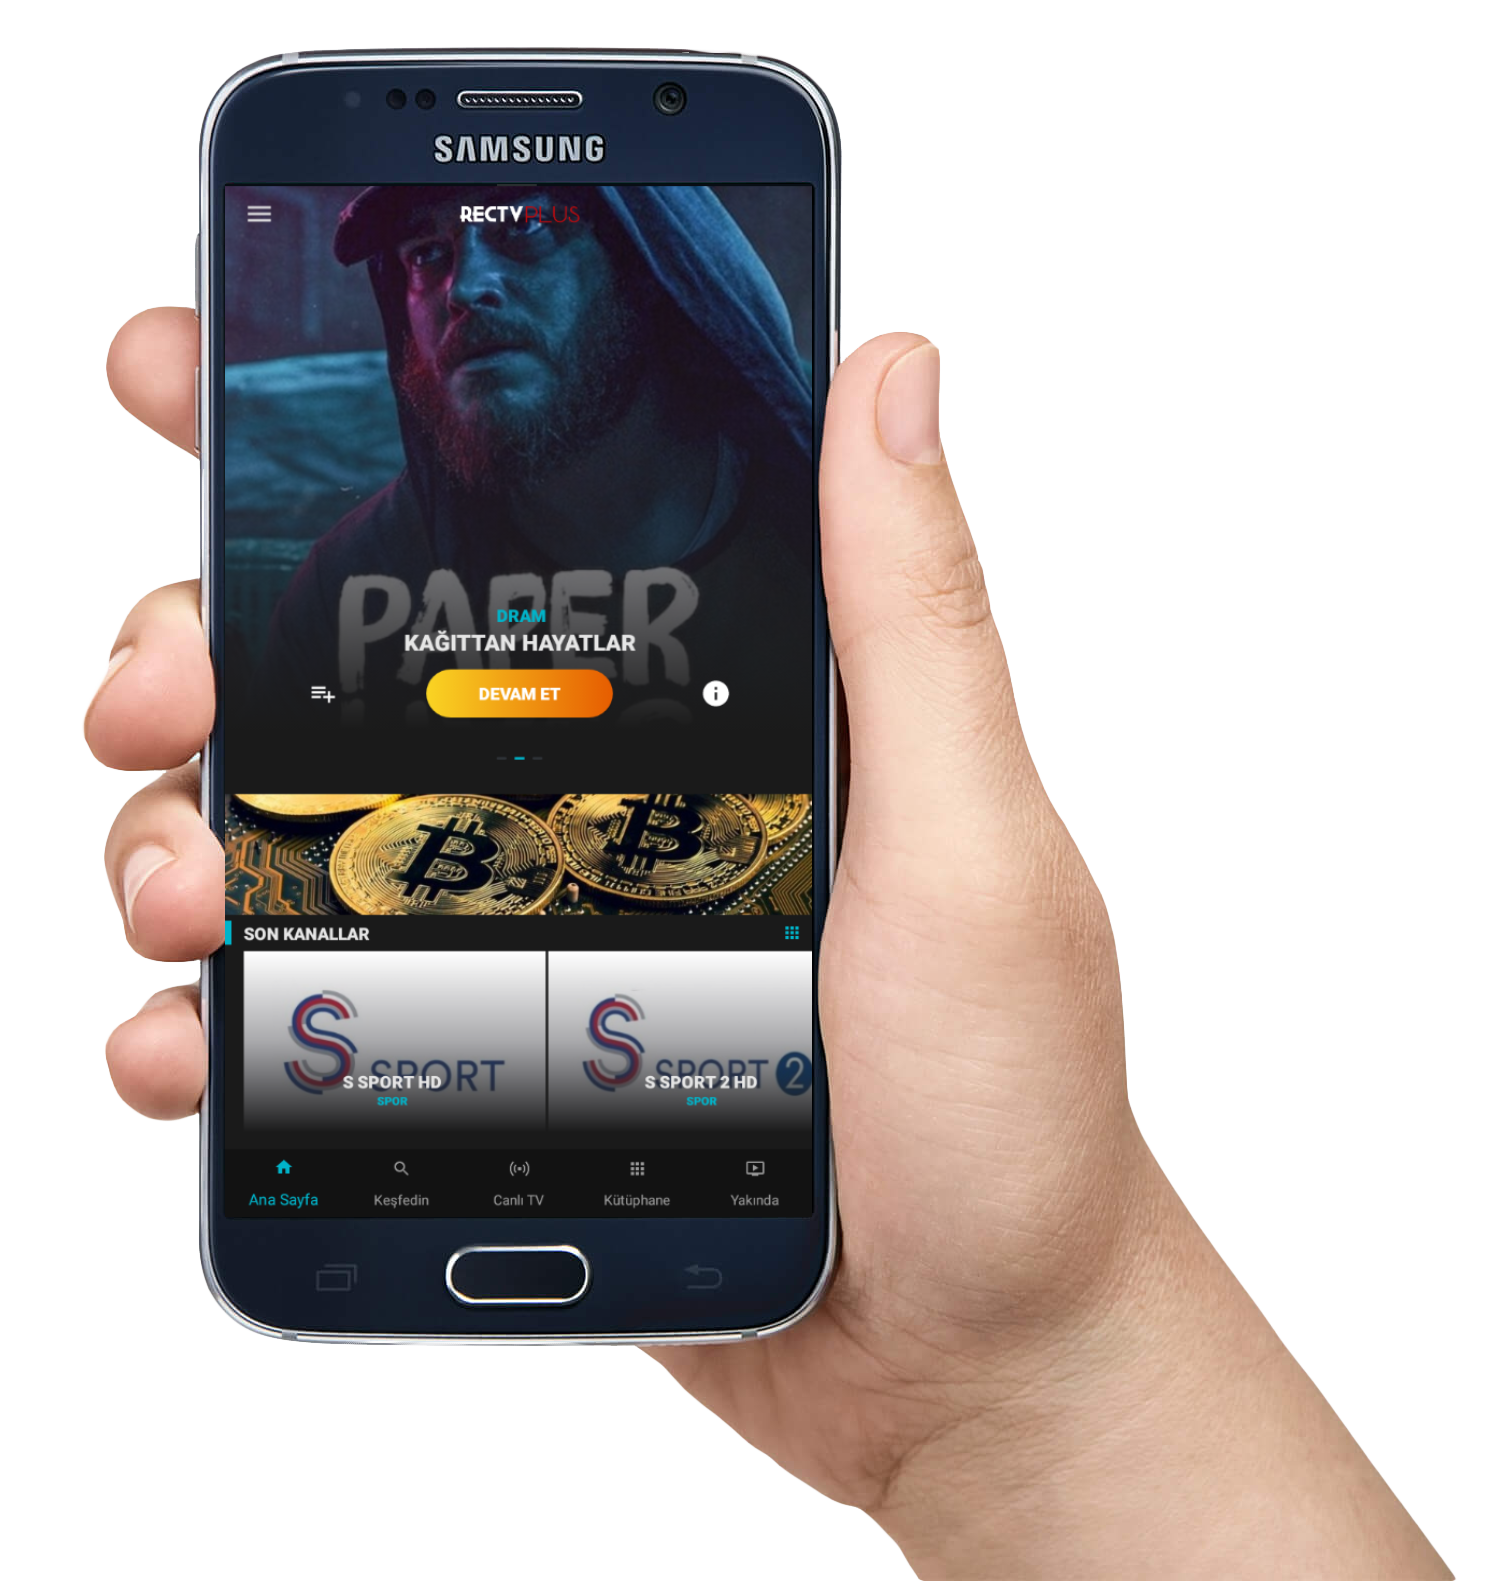 SAMSUNG
RECTVPLUS
PAPER
DRAM
KAĞITTAN HAYATLAR
DEVAM ET
SON KANALLAR
S SPORT
S SPORT HD
SPOR
S SPORT 2
S SPORT 2 HD
SPOR
Ana Sayfa
Keşfedin
Canlı TV
Kütüphane
Yakında